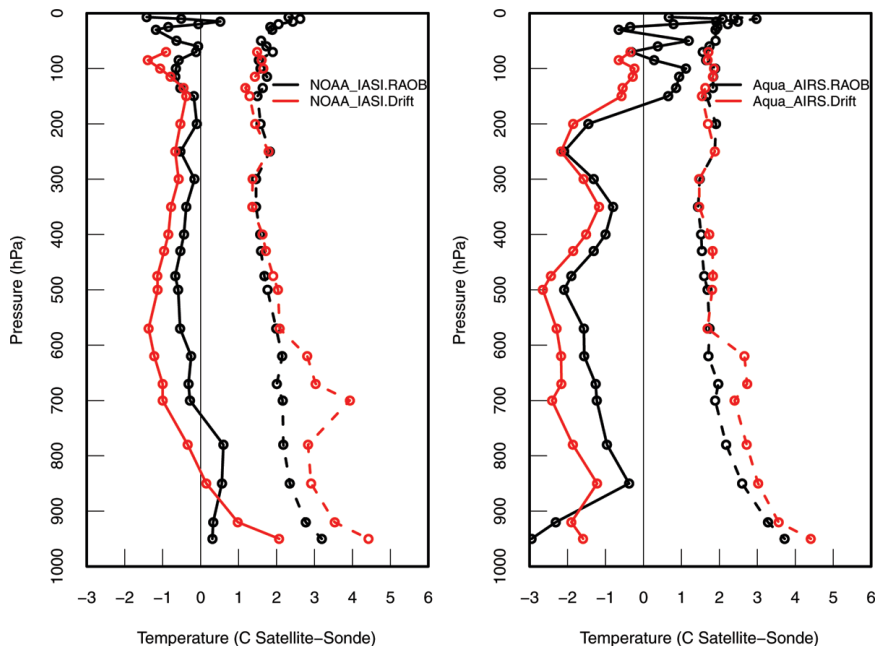 0
100
200
300
400
500
600
700
800
900
1000
Pressure (hPa)
NOAA_IASI.RAOB
NOAA_IASI.Drift
−3 −2 −1 0 1 2 3 4 5 6
Temperature (C Satellite−Sonde)
0
100
200
300
400
500
600
700
800
900
1000
Pressure (hPa)
Aqua_AIRS.RAOB
Aqua_AIRS.Drift
−3 −2 −1 0 1 2 3 4 5 6
Temperature (C Satellite−Sonde)